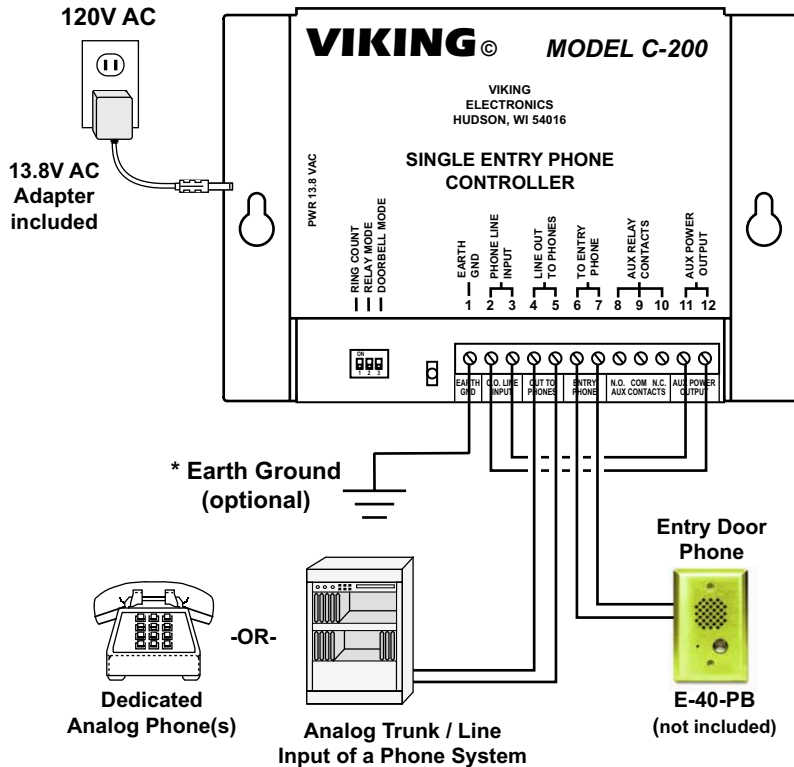 120V AC
13.8V AC
Adapter
included
VIKING©
MODEL C-200
VIKING
ELECTRONICS
HUDSON, WI 54016
SINGLE ENTRY PHONE
CONTROLLER
PWR 13.8 VAC
RING COUNT
RELAY MODE
DOORBELL MODE
EARTH
GND
PHONE LINE
INPUT
LINE OUT
TO PHONES
TO ENTRY
PHONE
AUX RELAY
CONTACTS
AUX POWER
OUTPUT
1 2 3 4 5 6 7 8 9 10 11 12
ON
1 2 3
EARTH
GND
C.O. LINE
INPUT
OUT TO
PHONES
ENTRY
PHONE
N.O. COM N.C.
AUX CONTACTS
AUX POWER
OUTPUT
* Earth Ground
(optional)
Entry Door
Phone
-OR-
Dedicated
Analog Phone(s)
Analog Trunk / Line
Input of a Phone System
E-40-PB
(not included)